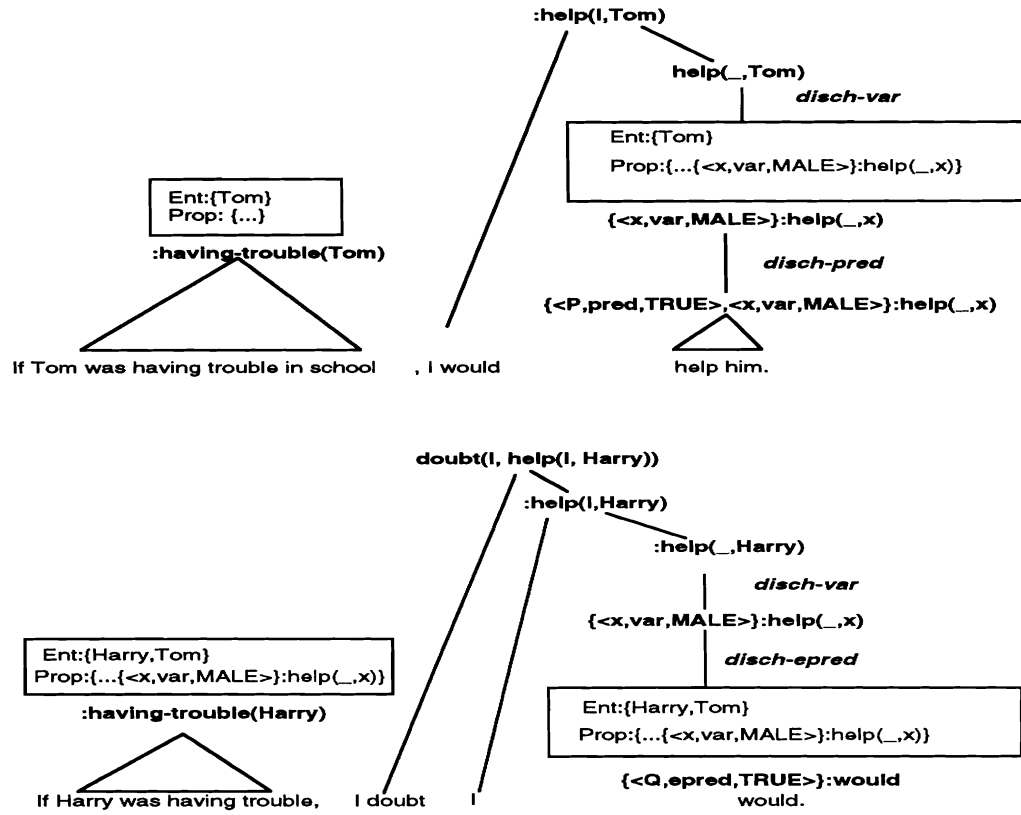 :help(I,Tom)
help(_,Tom)
disch-var
Ent:{Tom}
Prop:{...{<x,var,MALE>}:help(_,x)}
Ent:{Tom}
Prop: {...}
:having-trouble(Tom)
{<x,var,MALE>}:help(_,x)
disch-pred
{<P,pred,TRUE>,<x,var,MALE>}:help(_,x)
If Tom was having trouble in school , I would help him.
doubt(I, help(I, Harry))
:help(I,Harry)
:help(_,Harry)
disch-var
{<x,var,MALE>}:help(_,x)
disch-epred
Ent:{Harry,Tom}
Prop:{...{<x,var,MALE>}:help(_,x)}
:having-trouble(Harry)
Ent:{Harry,Tom}
Prop:{...{<x,var,MALE>}:help(_,x)}
{<Q,epred,TRUE>}:would
If Harry was having trouble, I doubt I would.